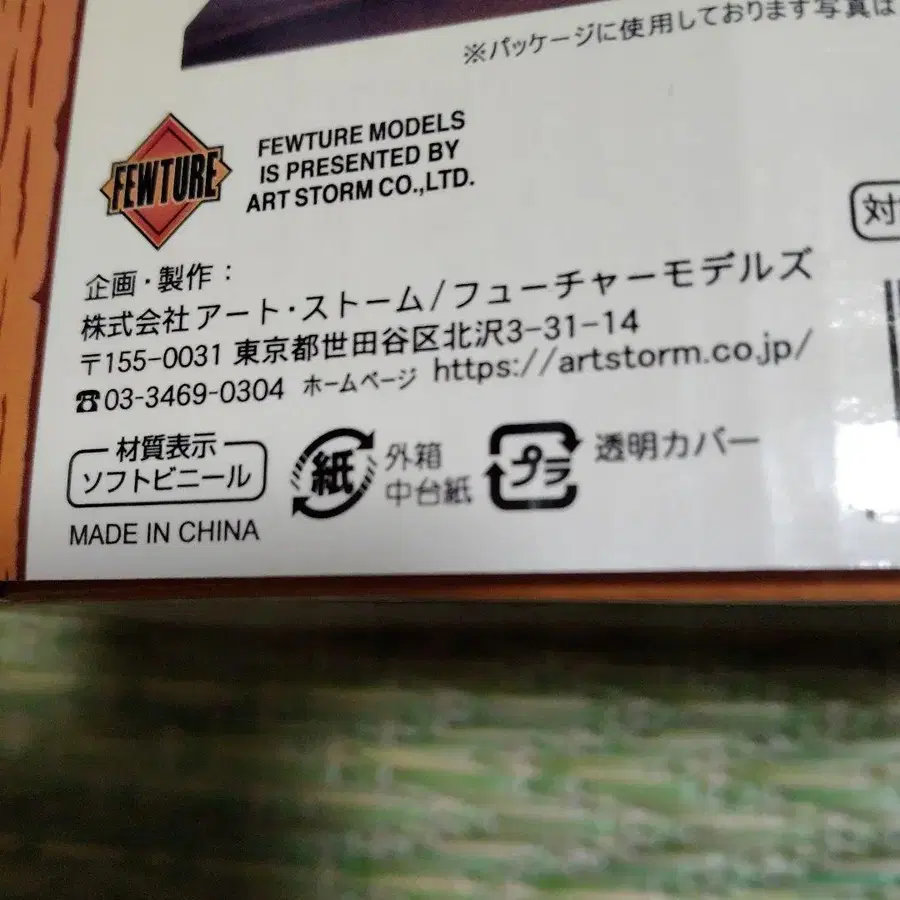 ※パッケージに使用しております写真は
FEWTURE
FEWTURE MODELS
IS PRESENTED BY
ART STORM CO.,LTD.
対
企画・製作：
株式会社アート・ストーム/フューチャーモデルズ
〒155-0031 東京都世田谷区北沢3-31-14
☎03-3469-0304 ホームページ https://artstorm.co.jp/
材質表示
ソフトビニール
紙
外箱
中台紙
プラ
透明カバー
MADE IN CHINA